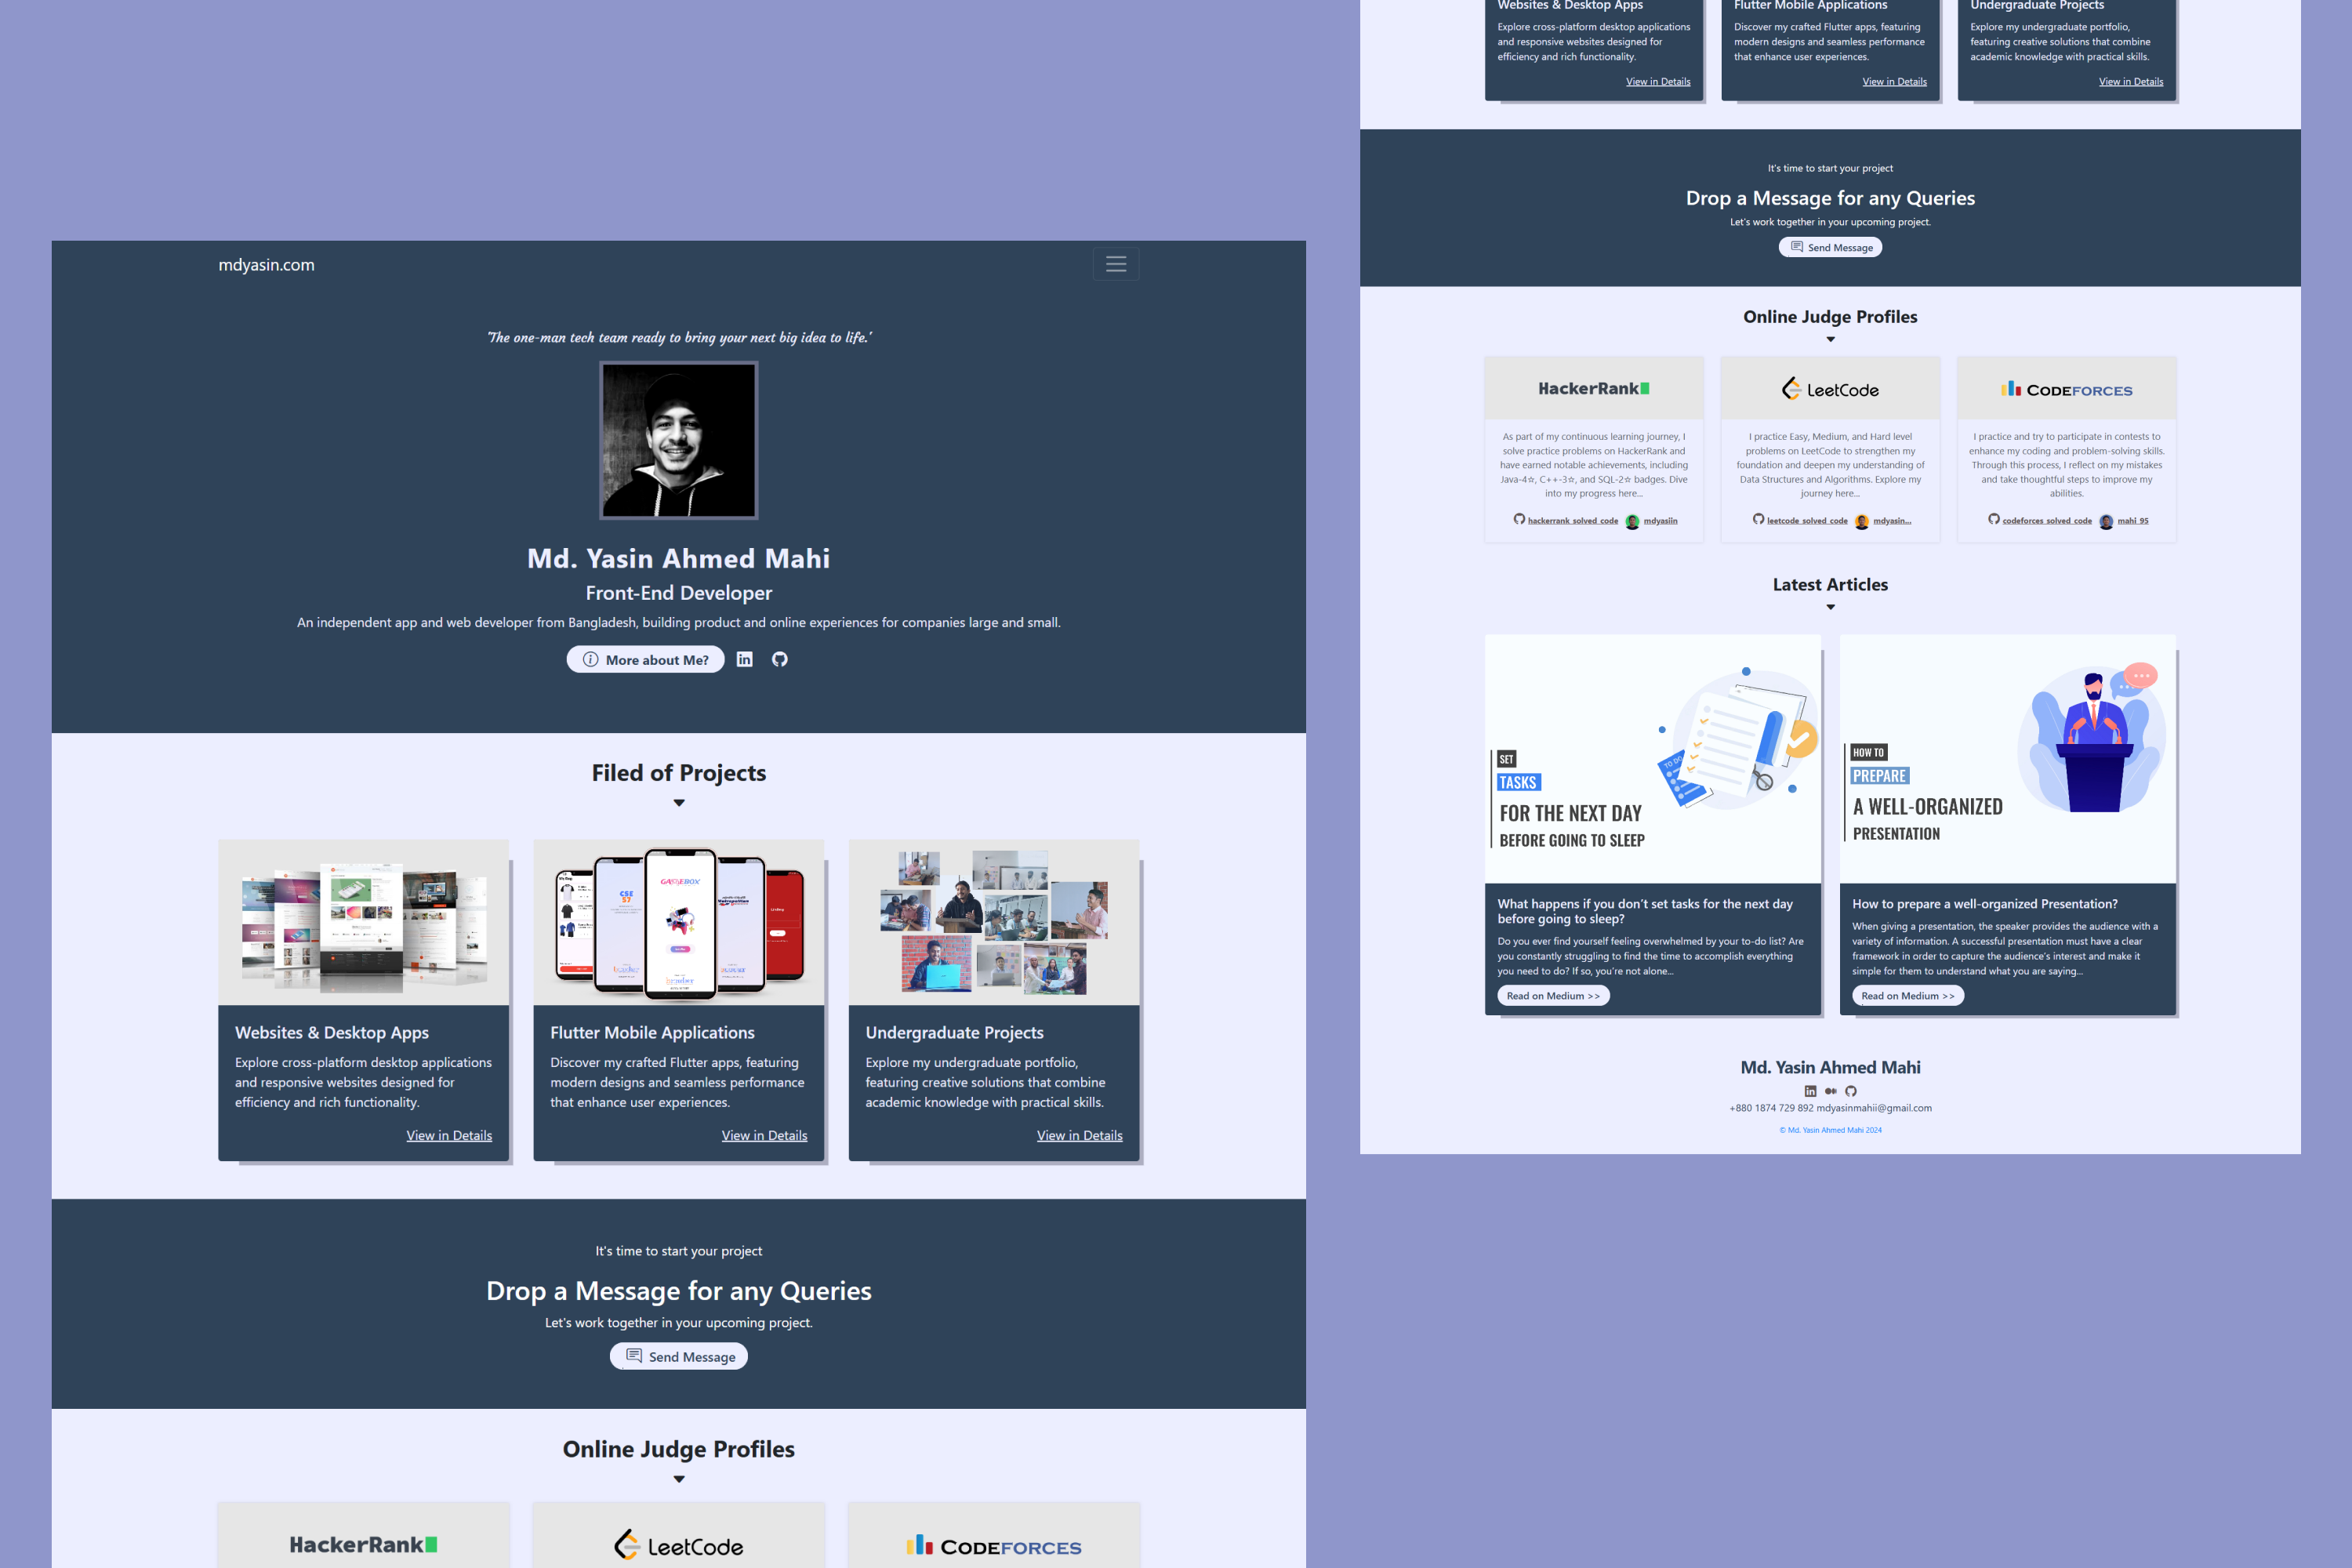 mdyasin.com
'The one-man tech team ready to bring your next big idea to life.'
Md. Yasin Ahmed Mahi
Front-End Developer
An independent app and web developer from Bangladesh, building product and online experiences for companies large and small.
More about Me?
Filed of Projects
CSE
57
GAMEBOX
Websites & Desktop Apps
Explore cross-platform desktop applications
and responsive websites designed for
efficiency and rich functionality.
View in Details
Flutter Mobile Applications
Discover my crafted Flutter apps, featuring
modern designs and seamless performance
that enhance user experiences.
View in Details
Undergraduate Projects
Explore my undergraduate portfolio,
featuring creative solutions that combine
academic knowledge with practical skills.
View in Details
It's time to start your project
Drop a Message for any Queries
Let's work together in your upcoming project.
Send Message
Online Judge Profiles
HackerRank
LeetCode
CODEFORCES
Websites & Desktop Apps
Explore cross-platform desktop applications
and responsive websites designed for
efficiency and rich functionality.
View in Details
Flutter Mobile Applications
Discover my crafted Flutter apps, featuring
modern designs and seamless performance
that enhance user experiences.
View in Details
Undergraduate Projects
Explore my undergraduate portfolio,
featuring creative solutions that combine
academic knowledge with practical skills.
View in Details
It's time to start your project
Drop a Message for any Queries
Let's work together in your upcoming project.
Send Message
Online Judge Profiles
HackerRank
As part of my continuous learning journey, I
solve practice problems on HackerRank and
have earned notable achievements, including
Java-4☆, C++-3☆, and SQL-2☆ badges. Dive
into my progress here...
hackerrank_solved_code mdyasiin
LeetCode
I practice Easy, Medium, and Hard level
problems on LeetCode to strengthen my
foundation and deepen my understanding of
Data Structures and Algorithms. Explore my
journey here...
leetcode_solved_code mdyasin...
CODEFORCES
I practice and try to participate in contests to
enhance my coding and problem-solving skills.
Through this process, I reflect on my mistakes
and take thoughtful steps to improve my
abilities.
codeforces_solved_code mahi_95
Latest Articles
TO DO
SET
TASKS
FOR THE NEXT DAY
BEFORE GOING TO SLEEP
What happens if you don't set tasks for the next day
before going to sleep?
Do you ever find yourself feeling overwhelmed by your to-do list? Are
you constantly struggling to find the time to accomplish everything
you need to do? If so, you're not alone...
Read on Medium >>
HOW TO
PREPARE
A WELL-ORGANIZED
PRESENTATION
How to prepare a well-organized Presentation?
When giving a presentation, the speaker provides the audience with a
variety of information. A successful presentation must have a clear
framework in order to capture the audience's interest and make it
simple for them to understand what you are saying...
Read on Medium >>
Md. Yasin Ahmed Mahi
+880 1874 729 892 mdyasinmahii@gmail.com
© Md. Yasin Ahmed Mahi 2024